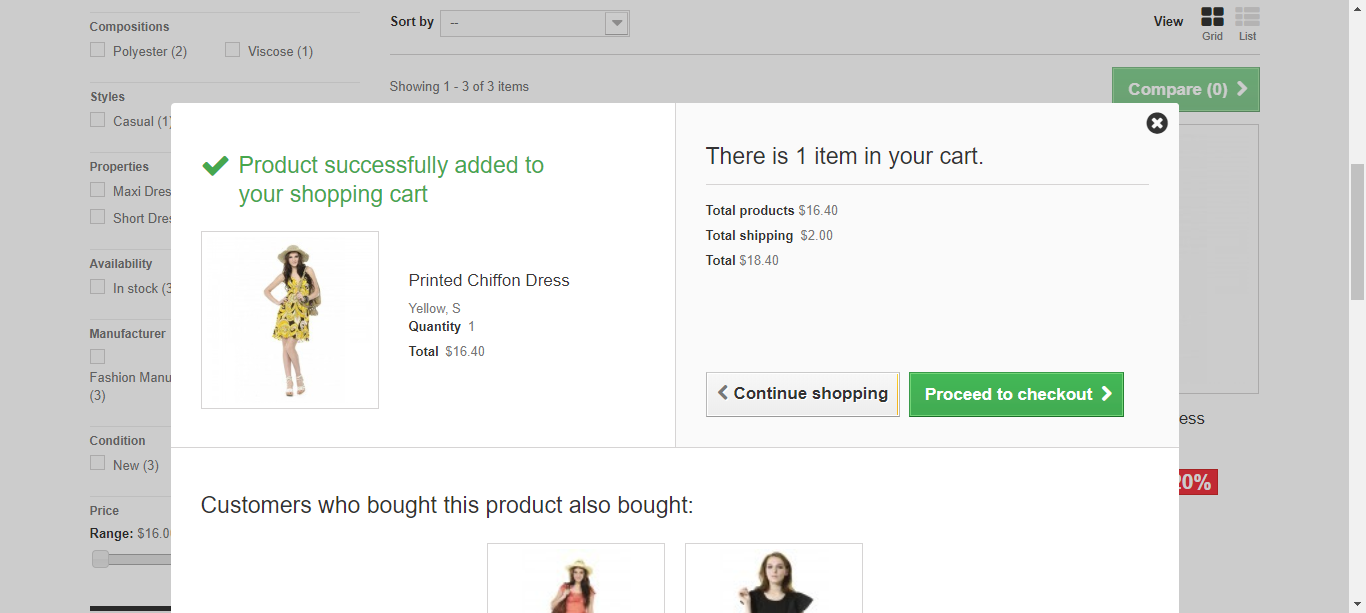 Compositions
Polyester (2)
Viscose (1)
Styles
Casual (1)
Properties
Maxi Dres
Short Dres
Availability
In stock (3
Manufacturer
Fashion Manu
(3)
Condition
New (3)
Price
Range: $16.0
Sort by
--
View
Grid
List
Showing 1 - 3 of 3 items
Compare (0)
Product successfully added to
your shopping cart
Printed Chiffon Dress
Yellow, S
Quantity 1
Total $16.40
There is 1 item in your cart.
Total products $16.40
Total shipping $2.00
Total $18.40
Continue shopping
Proceed to checkout
Customers who bought this product also bought:
ess
20%